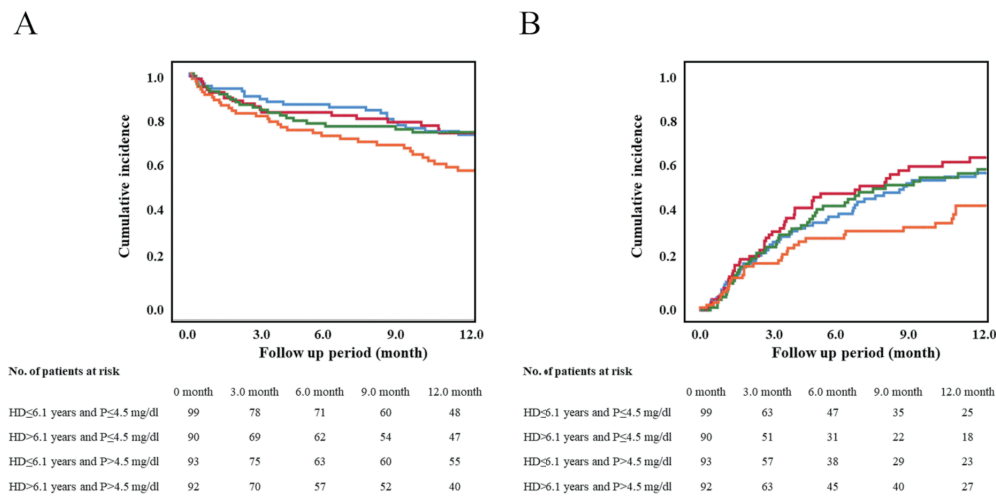 A
1.0
0.8
0.6
0.4
0.2
0.0
Cumulative incidence
0.0 3.0 6.0 9.0 12.0
Follow up period (month)
No. of patients at risk
0 month 3.0 month 6.0 month 9.0 month 12.0 month
HD≤6.1 years and P≤4.5 mg/dl 99 78 71 60 48
HD>6.1 years and P≤4.5 mg/dl 90 69 62 54 47
HD≤6.1 years and P>4.5 mg/dl 93 75 63 60 55
HD>6.1 years and P>4.5 mg/dl 92 70 57 52 40
B
1.0
0.8
0.6
0.4
0.2
0.0
Cumulative incidence
0.0 3.0 6.0 9.0 12.0
Follow up period (month)
No. of patients at risk
0 month 3.0 month 6.0 month 9.0 month 12.0 month
HD≤6.1 years and P≤4.5 mg/dl 99 63 47 35 25
HD>6.1 years and P≤4.5 mg/dl 90 51 31 22 18
HD≤6.1 years and P>4.5 mg/dl 93 57 38 29 23
HD>6.1 years and P>4.5 mg/dl 92 63 45 40 27